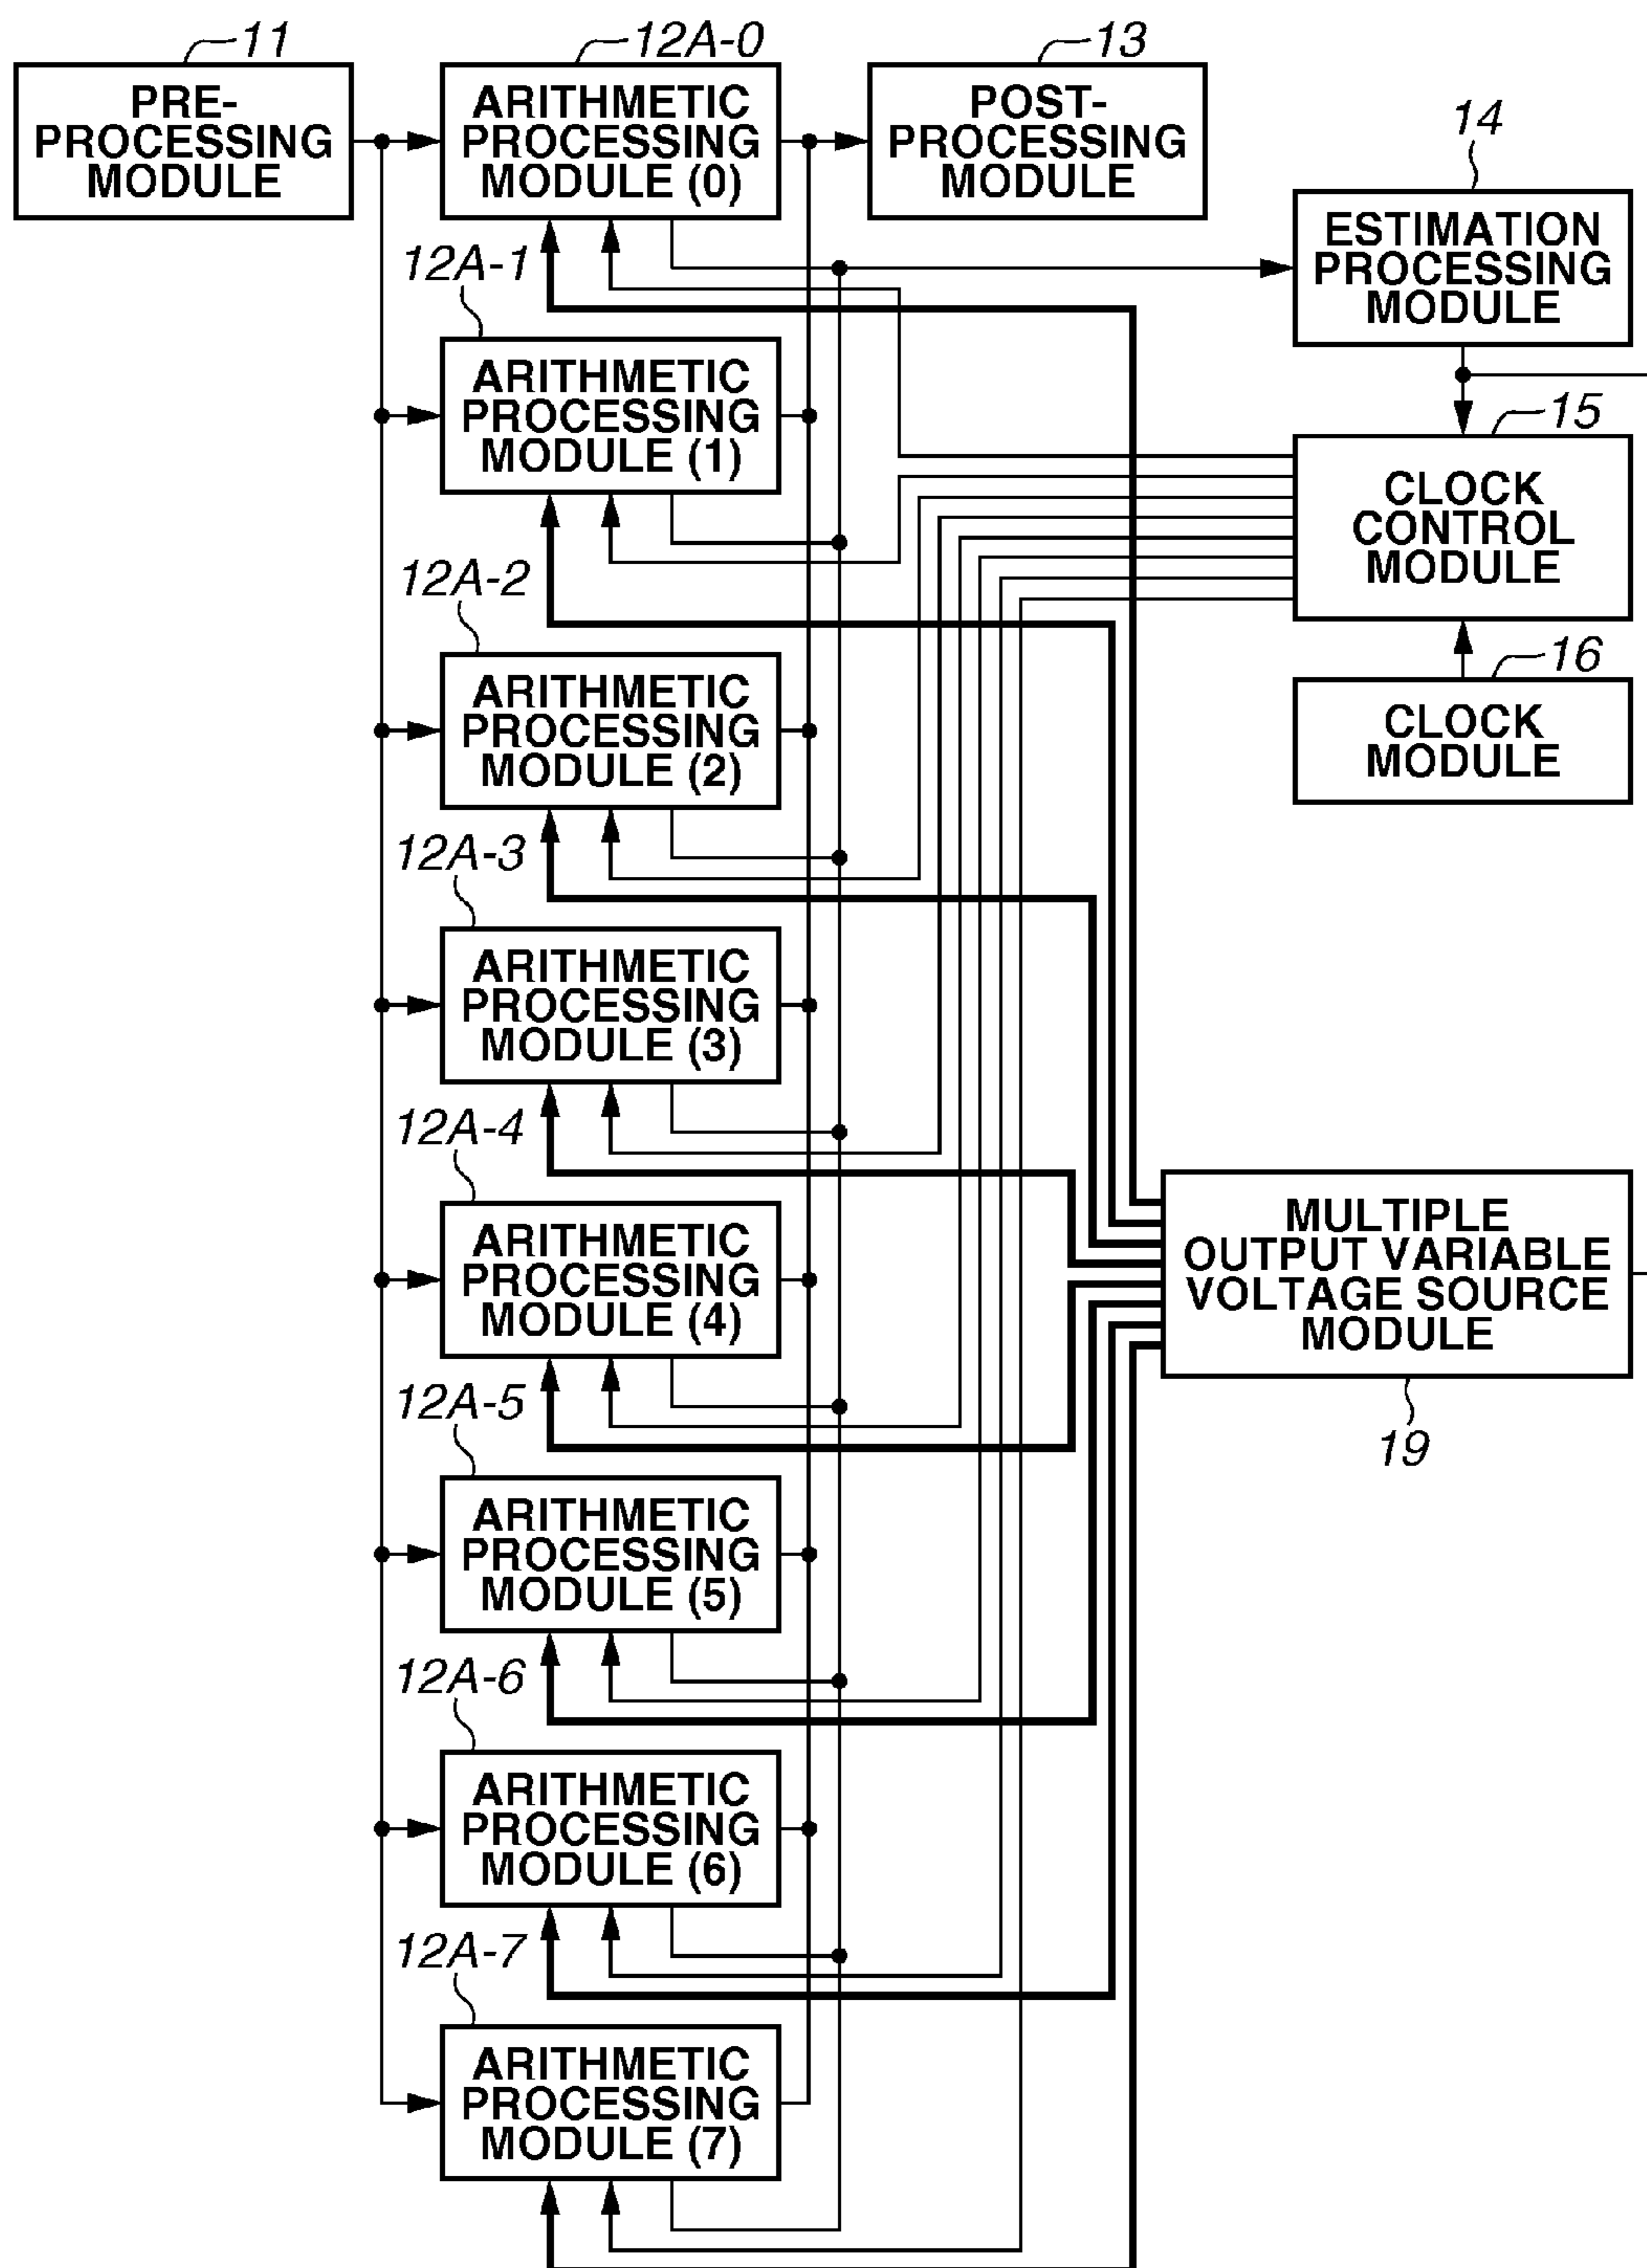 11
PRE-
PROCESSING
MODULE
12A-0
ARITHMETIC
PROCESSING
MODULE (0)
13
POST-
PROCESSING
MODULE
14
ESTIMATION
PROCESSING
MODULE
12A-1
ARITHMETIC
PROCESSING
MODULE (1)
15
CLOCK
CONTROL
MODULE
12A-2
ARITHMETIC
PROCESSING
MODULE (2)
16
CLOCK
MODULE
12A-3
ARITHMETIC
PROCESSING
MODULE (3)
12A-4
ARITHMETIC
PROCESSING
MODULE (4)
MULTIPLE
OUTPUT VARIABLE
VOLTAGE SOURCE
MODULE
19
12A-5
ARITHMETIC
PROCESSING
MODULE (5)
12A-6
ARITHMETIC
PROCESSING
MODULE (6)
12A-7
ARITHMETIC
PROCESSING
MODULE (7)